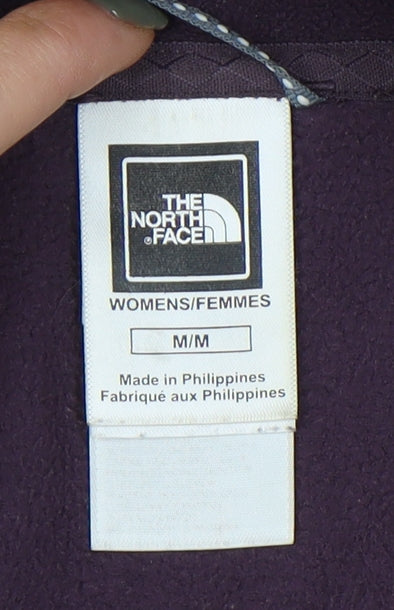 THE
NORTH
®FACE
WOMENS/FEMMES
M/M
Made in Philippines
Fabriqué aux Philippines